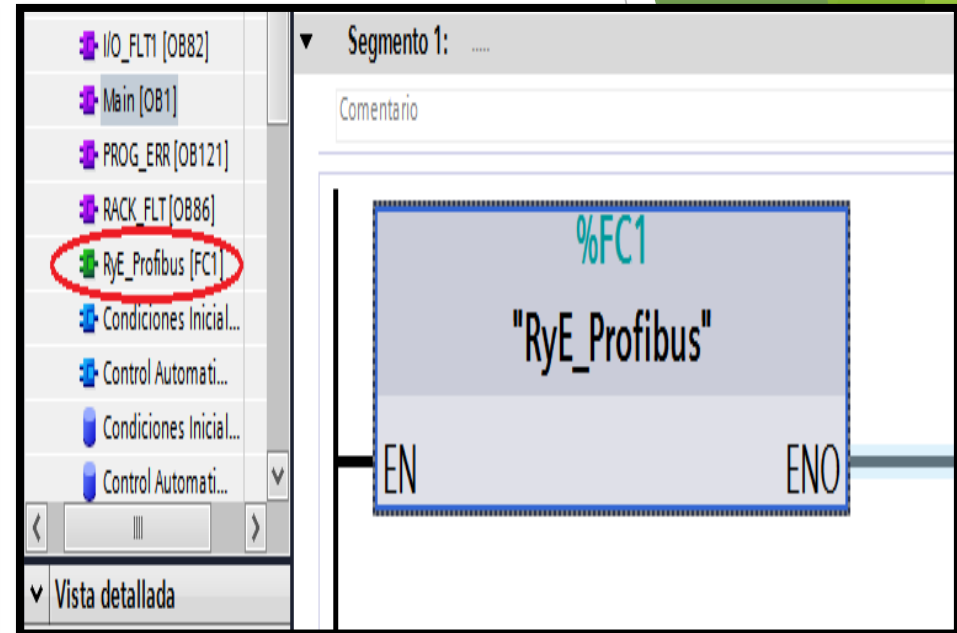 I/O_FLT1 [OB82]
Main [OB1]
PROG_ERR [OB121]
RACK_FLT [OB86]
RyE_Profibus [FC1]
Condiciones Inicial...
Control Automati...
Condiciones Inicial...
Control Automati...
Vista detallada
Segmento 1: .....
Comentario
%FC1
"RyE_Profibus"
EN ENO